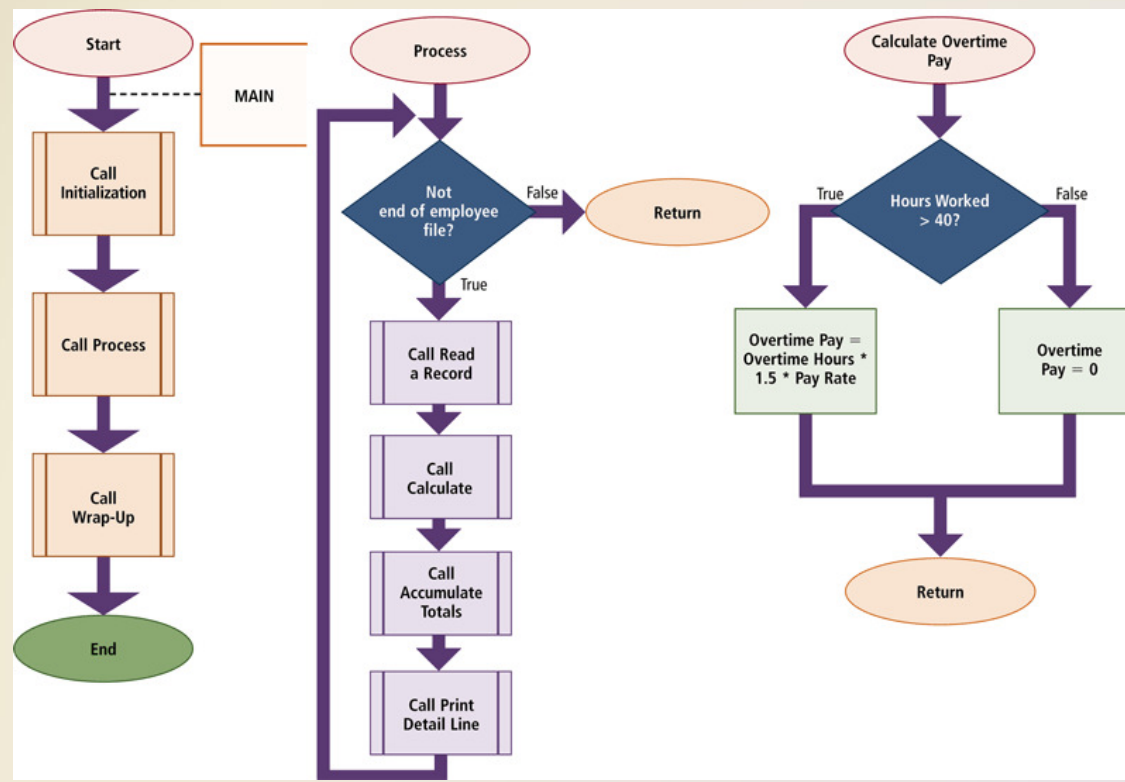 Start
MAIN
Call
Initialization
Call Process
Call
Wrap-Up
End
Process
Not
end of employee
file?
False
Return
True
Call Read
a Record
Call
Calculate
Call
Accumulate
Totals
Call Print
Detail Line
Calculate Overtime
Pay
Hours Worked
> 40?
True
False
Overtime Pay =
Overtime Hours *
1.5 * Pay Rate
Overtime
Pay = 0
Return